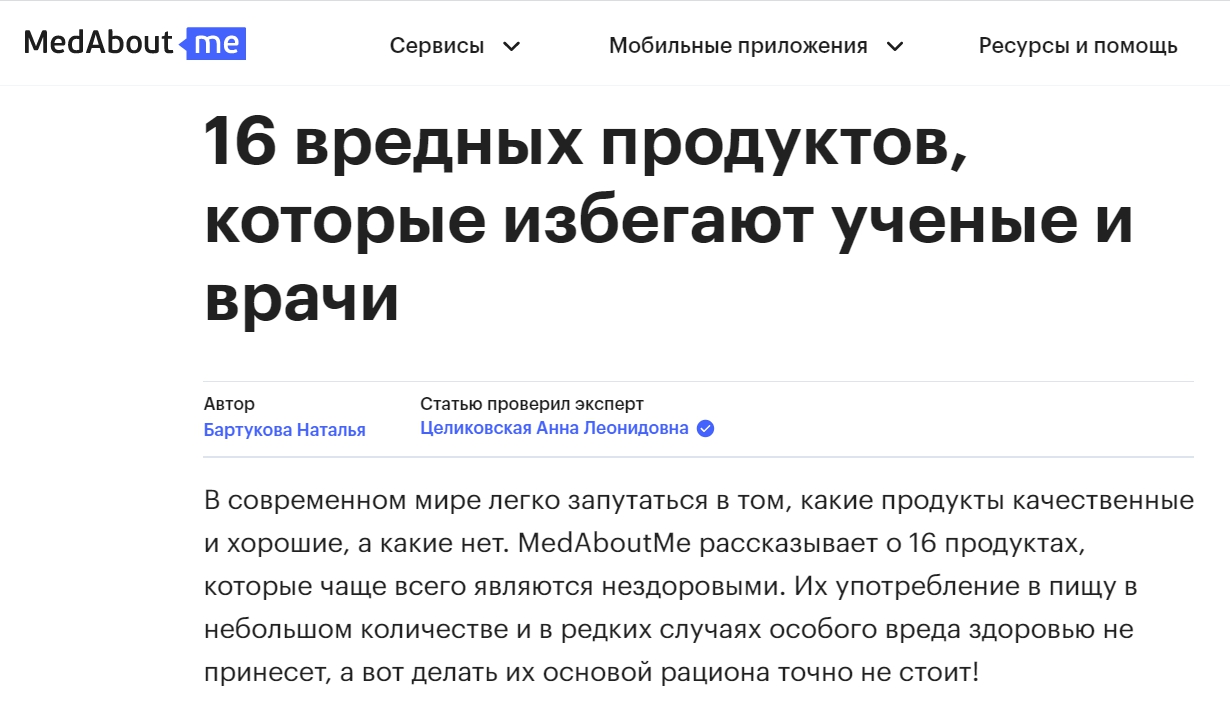 MedAbout me
Сервисы
Мобильные приложения
Ресурсы и помощь
16 вредных продуктов,
которые избегают ученые и
врачи
Автор
Бартукова Наталья
Статью проверил эксперт
Целиковская Анна Леонидовна
В современном мире легко запутаться в том, какие продукты качественные
и хорошие, а какие нет. MedAboutMe рассказывает о 16 продуктах,
которые чаще всего являются нездоровыми. Их употребление в пищу в
небольшом количестве и в редких случаях особого вреда здоровью не
принесет, а вот делать их основой рациона точно не стоит!